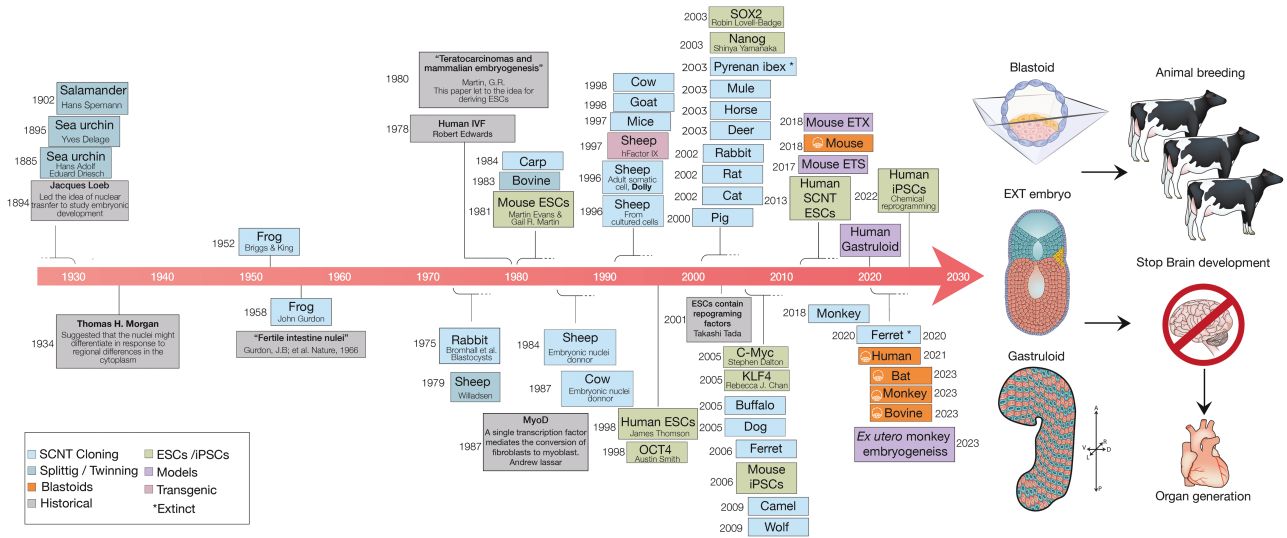 1902
Salamander
Hans Spemann
1895
Sea urchin
Yves Delage
1885
Sea urchin
Hans Adolf
Eduard Driesch
1894
Jacques Loeb
Led the idea of nuclear
trasnfer to study embryonic
development
1952
Frog
Briggs & King
1980
“Teratocarcinomas and
mammalian embryogenesis”
Martin, G.R.
This paper let to the idea for
deriving ESCs
1978
Human IVF
Robert Edwards
1984
Carp
1983
Bovine
1981
Mouse ESCs
Martin Evans &
Gail R. Martin
1998
Cow
1998
Goat
1997
Mice
1997
Sheep
hFactor IX
1996
Sheep
Adult somatic
cell, Dolly
1996
Sheep
From
cultured cells
2003
SOX2
Robin Lovell-Badge
2003
Nanog
Shinya Yamanaka
2003
Pyrenan ibex *
2003
Mule
2003
Horse
2003
Deer
2002
Rabbit
2002
Rat
2002
Cat
2000
Pig
2018
Mouse ETX
2018
Mouse
2017
Mouse ETS
2013
Human
SCNT
ESCs
2022
Human
iPSCs
Chemical
reprogramming
Human
Gastruloid
1930
1940
1950
1960
1970
1980
1990
2000
2010
2020
2030
1934
Thomas H. Morgan
Suggested that the nuclei might
differentiate in response to
regional differences in the
cytoplasm
1958
Frog
John Gurdon
“Fertile intestine nulei”
Gurdon, J.B; et al. Nature, 1966
1975
Rabbit
Bromhall et al.
Blastocysts
1979
Sheep
Willadsen
1984
Sheep
Embryonic nuclei
donor
1987
Cow
Embryonic nuclei
donor
1987
MyoD
A single transcription factor
mediates the conversion of
fibroblasts to myoblast.
Andrew lassar
1998
Human ESCs
James Thomson
1998
OCT4
Austin Smith
2001
ESCs contain
reprograming
factors
Takashi Tada
2005
C-Myc
Stephen Dalton
2005
KLF4
Rebecca J. Chan
2005
Buffalo
2005
Dog
2006
Ferret
2006
Mouse
iPSCs
2009
Camel
2009
Wolf
2018
Monkey
2020
Ferret *
2020
Human
2021
Bat
2023
Monkey
2023
Bovine
2023
Ex utero monkey
embryogeneiss
2023
SCNT Cloning
Splittig / Twinning
Blastoids
Historical
ESCs /iPSCs
Models
Transgenic
*Extinct
Blastoid
EXT embryo
Gastruloid
A
R
V
D
L
P
Animal breeding
Stop Brain development
Organ generation